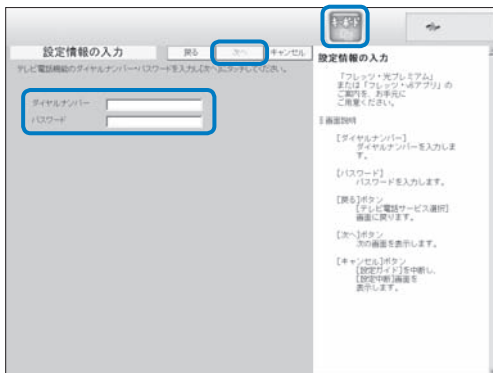 キーボード
設定情報の入力
戻る
次へ
キャンセル
テレビ電話機能のダイヤルナンバー・パスワードを入力し[次へ]にタッチしてください。
ダイヤルナンバー
パスワード
設定情報の入力
「フレッツ・光プレミアム」
または「フレッツ・v6アプリ」の
ご案内を、お手元に
ご用意ください。
画面説明
[ダイヤルナンバー]
ダイヤルナンバーを入力しま
す。
[パスワード]
パスワードを入力します。
[戻る]ボタン
[テレビ電話サービス選択]
画面に戻ります。
[次へ]ボタン
次の画面を表示します。
[キャンセル]ボタン
[設定ガイド]を中断し、
[設定中断]画面を
表示します。